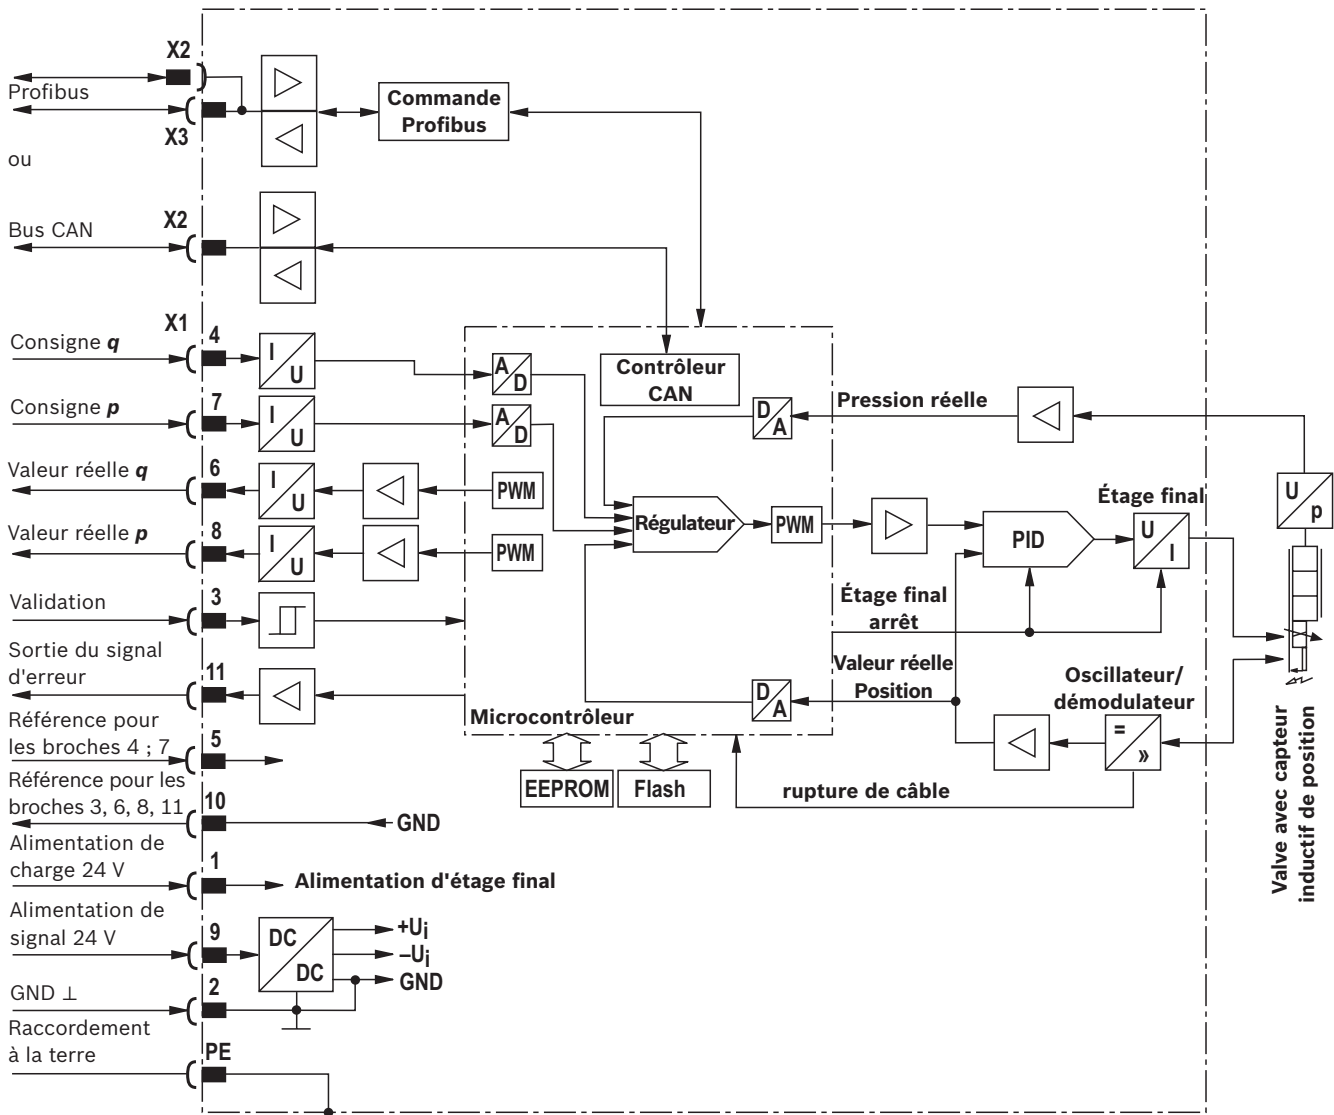 X2
Profibus
X3
Commande
Profibus
ou
X2
Bus CAN
X1
Consigne q
4
I
U
A
D
Contrôleur
CAN
Consigne p
7
I
U
A
D
D
A
Pression réelle
Valeur réelle q
6
I
U
PWM
Régulateur
PWM
PID
Étage final
U
I
U
p
Valeur réelle p
8
I
U
PWM
Validation
3
Étage final
arrêt
Sortie du signal
d'erreur
11
Valeur réelle
Position
D
A
Oscillateur/
démodulateur
=
»
Microcontrôleur
Référence pour
les broches 4 ; 7
5
EEPROM
Flash
rupture de câble
Valve avec capteur
inductif de position
Référence pour les
broches 3, 6, 8, 11
10
GND
Alimentation de
charge 24 V
1
Alimentation d'étage final
Alimentation de
signal 24 V
9
DC
DC
+Ui
–Ui
GND
GND ⊥
2
Raccordement
à la terre
PE